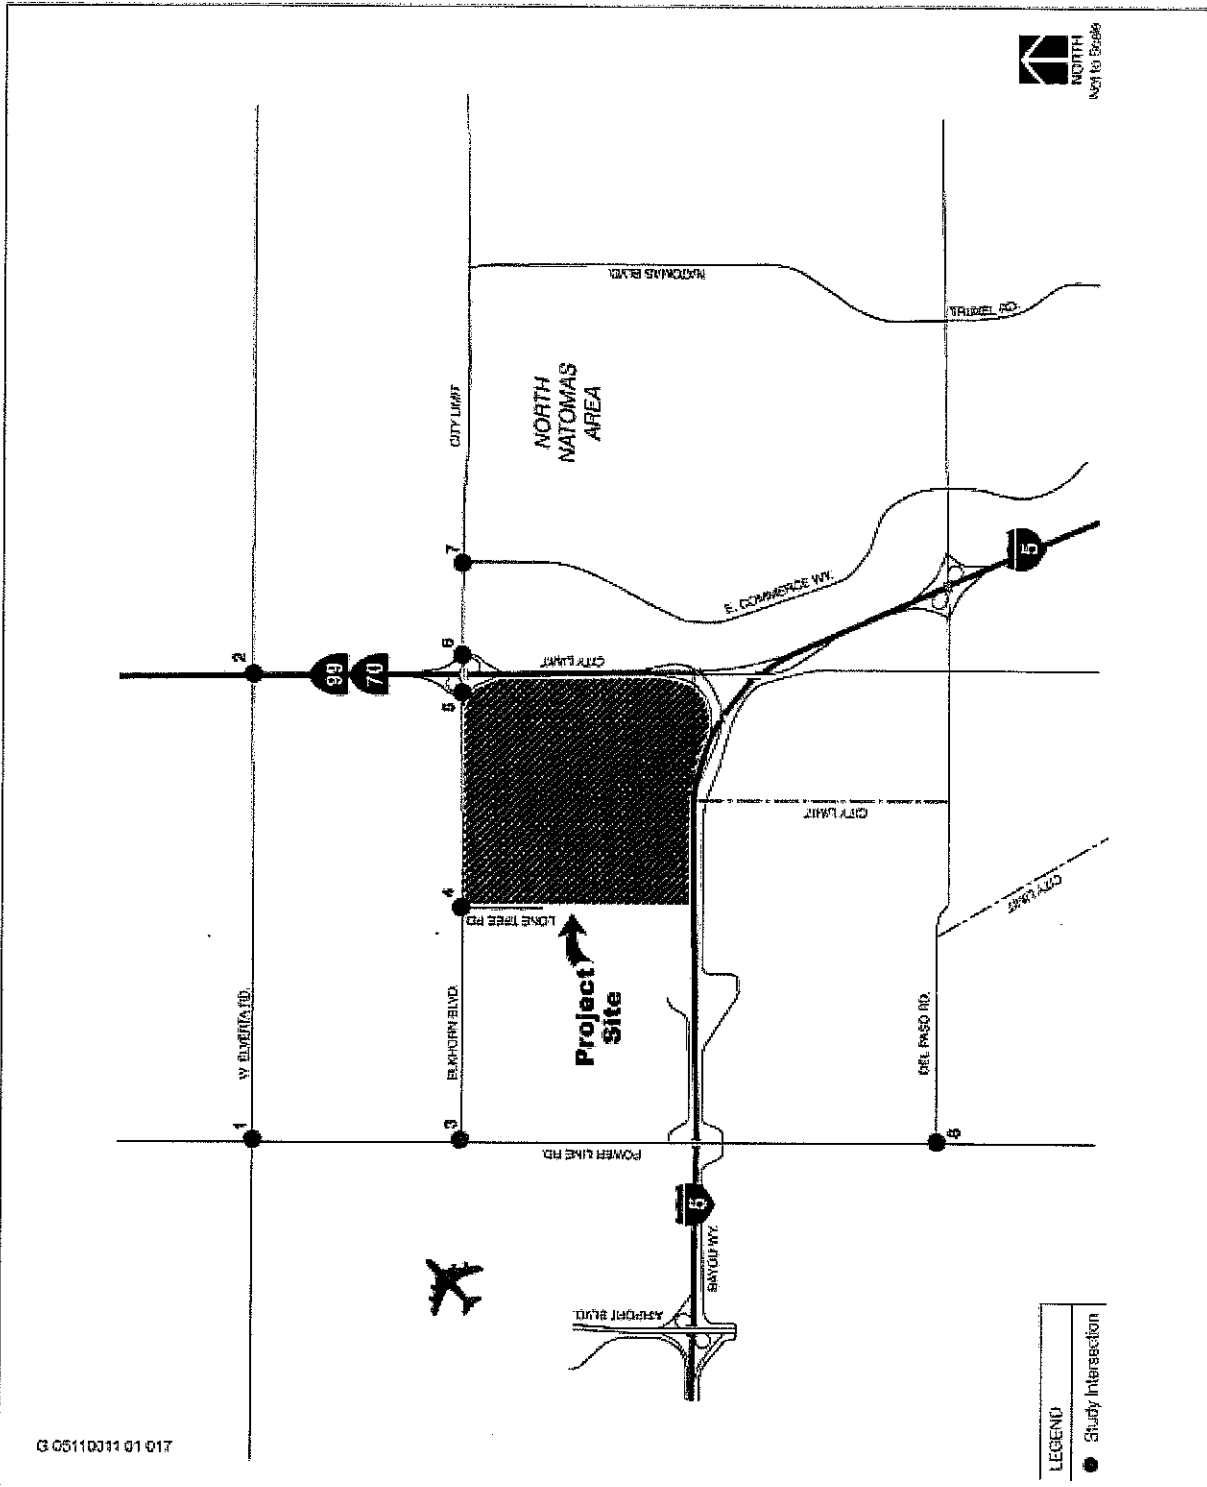 NORTH
Not to Scale
W ELVERTA RD.
ELKHORN BLVD.
CITY LIMIT
NORTH
NATOMAS
AREA
NATOMAS BLVD.
TRUXEL RD.
E. COMMERCE WY.
CITY LIMIT
CITY LIMIT
CITY LIMIT
LONE TREE RD
Project
Site
DEL PASO RD.
POWER LINE RD.
BAYOU WY.
AIRPORT BLVD.
99
70
5
5
1
2
3
4
5
6
7
8
LEGEND
Study Intersection
G 05110011 01 017